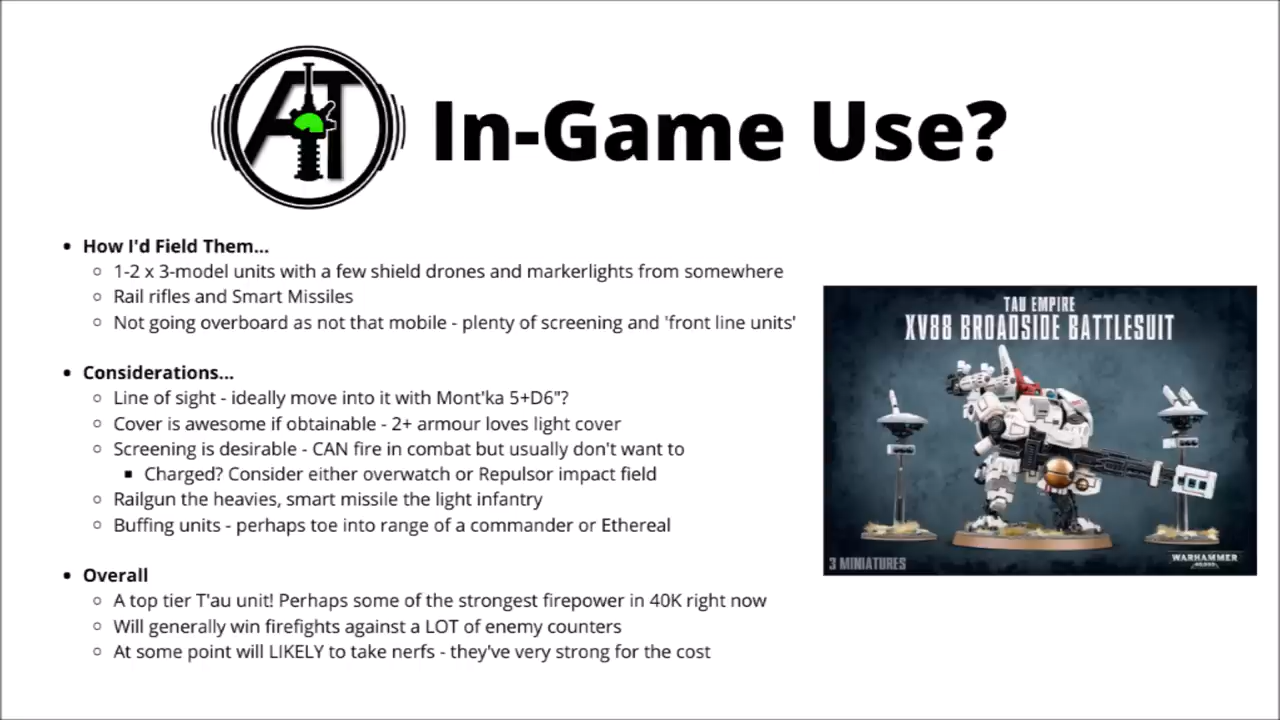 AT
In-Game Use?
• How I'd Field Them...
○ 1-2 x 3-model units with a few shield drones and markerlights from somewhere
○ Rail rifles and Smart Missiles
○ Not going overboard as not that mobile - plenty of screening and 'front line units'
• Considerations...
○ Line of sight - ideally move into it with Mont'ka 5+D6"?
○ Cover is awesome if obtainable - 2+ armour loves light cover
○ Screening is desirable - CAN fire in combat but usually don't want to
▪ Charged? Consider either overwatch or Repulsor impact field
○ Railgun the heavies, smart missile the light infantry
○ Buffing units - perhaps toe into range of a commander or Ethereal
• Overall
○ A top tier T'au unit! Perhaps some of the strongest firepower in 40K right now
○ Will generally win firefights against a LOT of enemy counters
○ At some point will LIKELY to take nerfs - they've very strong for the cost
TAU EMPIRE
XV88 BROADSIDE BATTLESUIT
3 MINIATURES
WARHAMMER
40,000